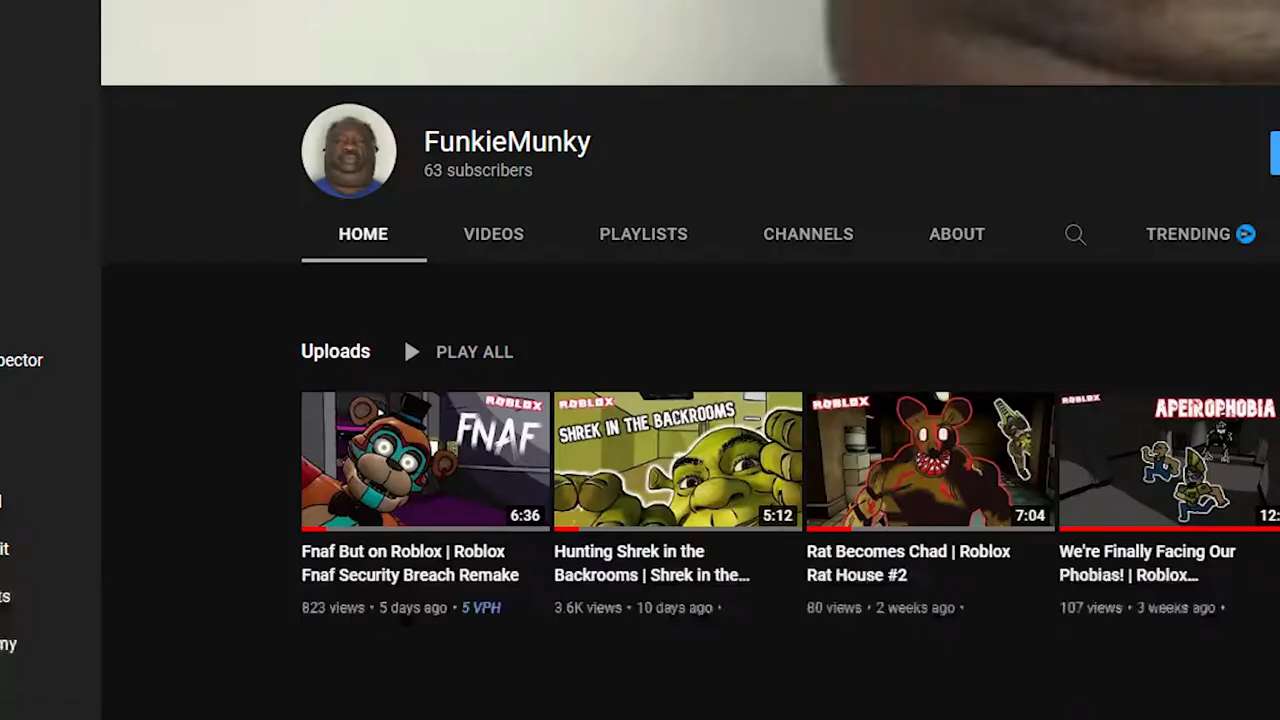 FunkieMunky
63 subscribers
HOME VIDEOS PLAYLISTS CHANNELS ABOUT TRENDING
Uploads PLAY ALL
ROBLOX
FNAF
6:36
ROBLOX
SHREK IN THE BACKROOMS
5:12
ROBLOX
7:04
ROBLOX
APEIROPHOBIA
12:
Fnaf But on Roblox | Roblox
Fnaf Security Breach Remake
823 views • 5 days ago • 5 VPH
Hunting Shrek in the
Backrooms | Shrek in the...
3.6K views • 10 days ago •
Rat Becomes Chad | Roblox
Rat House #2
80 views • 2 weeks ago •
We're Finally Facing Our
Phobias! | Roblox...
107 views • 3 weeks ago •